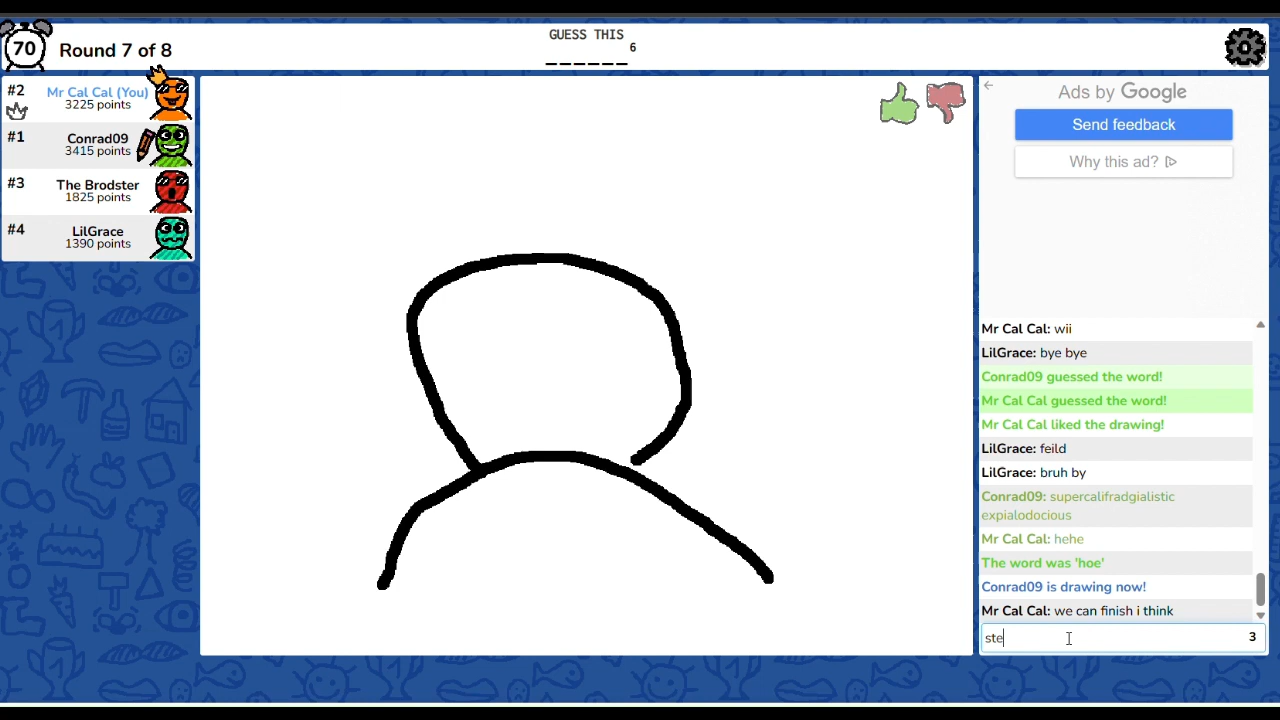 70
Round 7 of 8
GUESS THIS
6
______
#2
Mr Cal Cal (You)
3225 points
#1
Conrad09
3415 points
#3
The Brodster
1825 points
#4
LilGrace
1390 points
Ads by Google
Send feedback
Why this ad?
Mr Cal Cal: wii
LilGrace: bye bye
Conrad09 guessed the word!
Mr Cal Cal guessed the word!
Mr Cal Cal liked the drawing!
LilGrace: feild
LilGrace: bruh by
Conrad09: supercalifradgialistic
expialodocious
Mr Cal Cal: hehe
The word was 'hoe'
Conrad09 is drawing now!
Mr Cal Cal: we can finish i think
ste
3